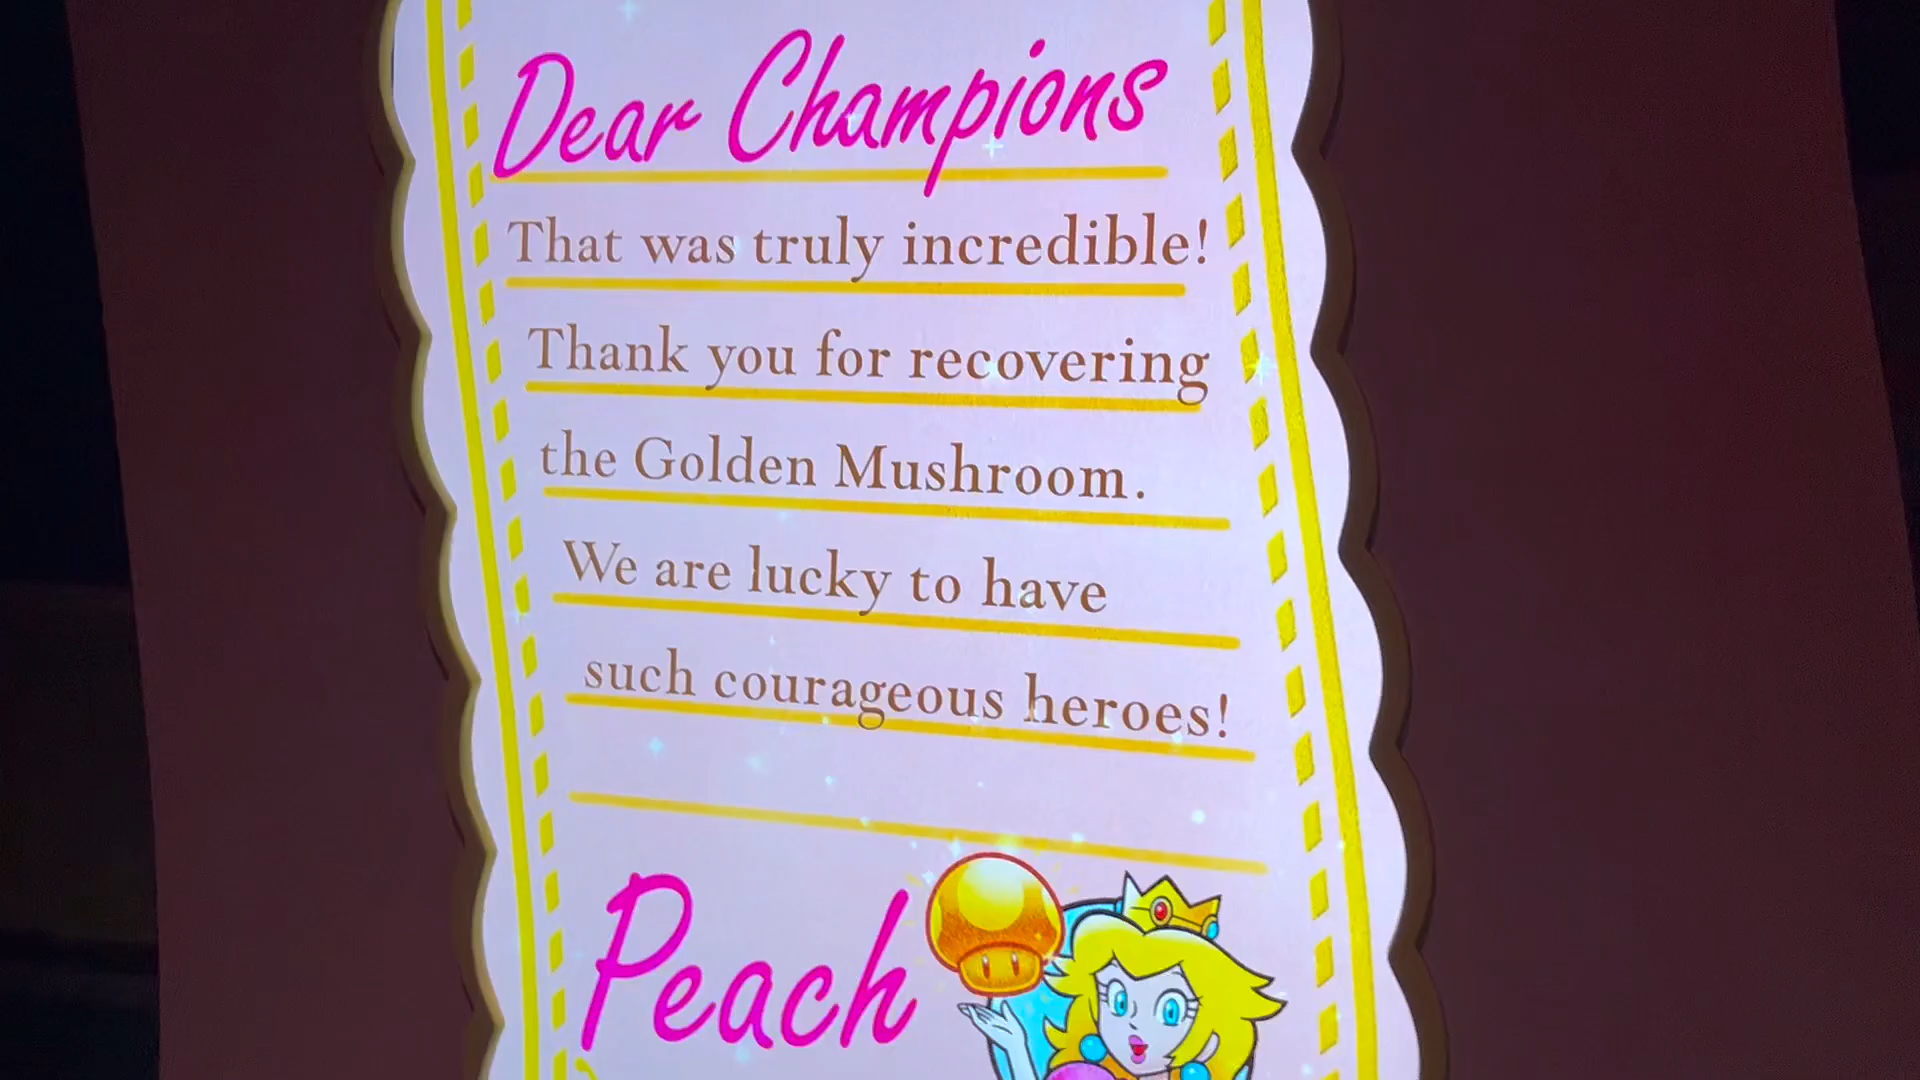 Dear Champions
That was truly incredible!
Thank you for recovering
the Golden Mushroom.
We are lucky to have
such courageous heroes!
Peach